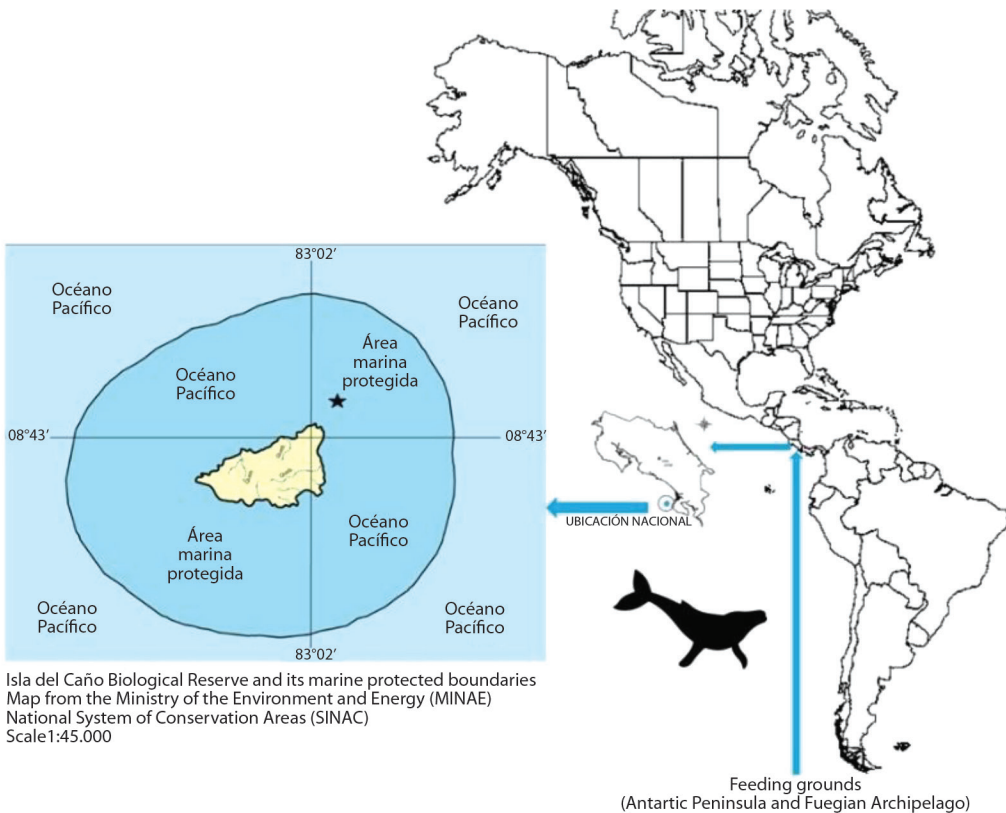 83°02'
Océano
Pacífico
Océano
Pacífico
Área
marina
protegida
Océano
Pacífico
08°43'
08°43'
UBICACIÓN NACIONAL
Océano
Pacífico
Área
marina
protegida
Océano
Pacífico
Océano
Pacífico
83°02'
Isla del Caño Biological Reserve and its marine protected boundaries
Map from the Ministry of the Environment and Energy (MINAE)
National System of Conservation Areas (SINAC)
Scale1:45.000
Feeding grounds
(Antartic Peninsula and Fuegian Archipelago)